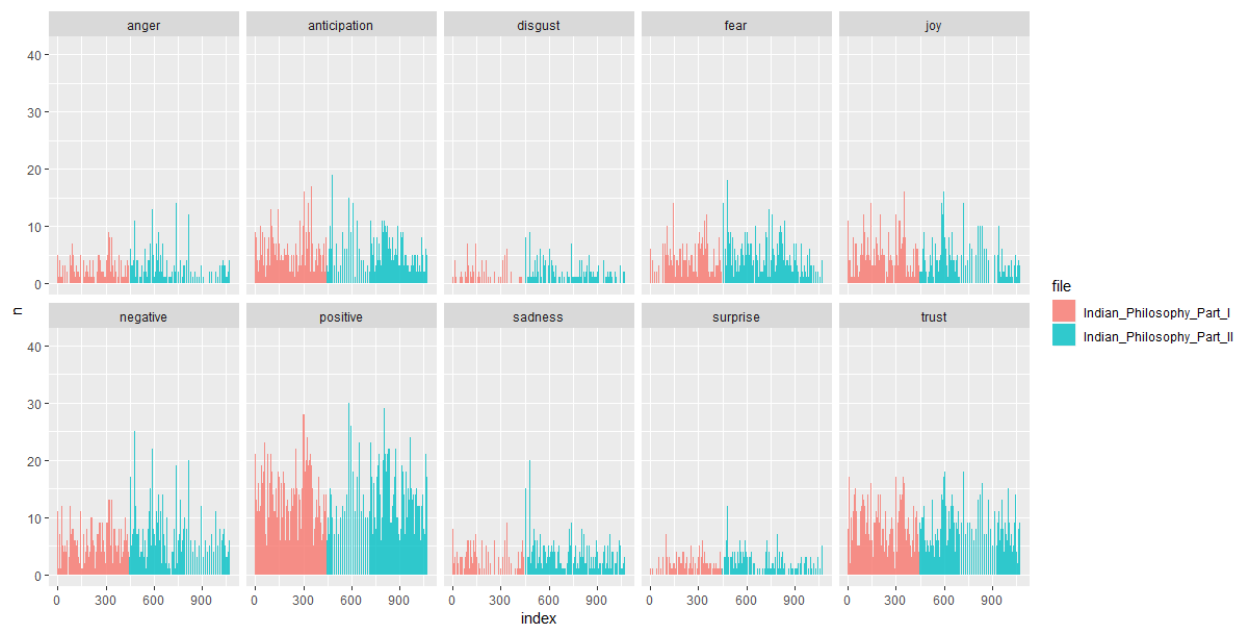 anger anticipation disgust fear joy
40
30
20
10
0
n
negative positive sadness surprise trust
40
30
20
10
0
0 300 600 900 0 300 600 900 0 300 600 900 0 300 600 900 0 300 600 900
index
file
Indian_Philosophy_Part_I
Indian_Philosophy_Part_II